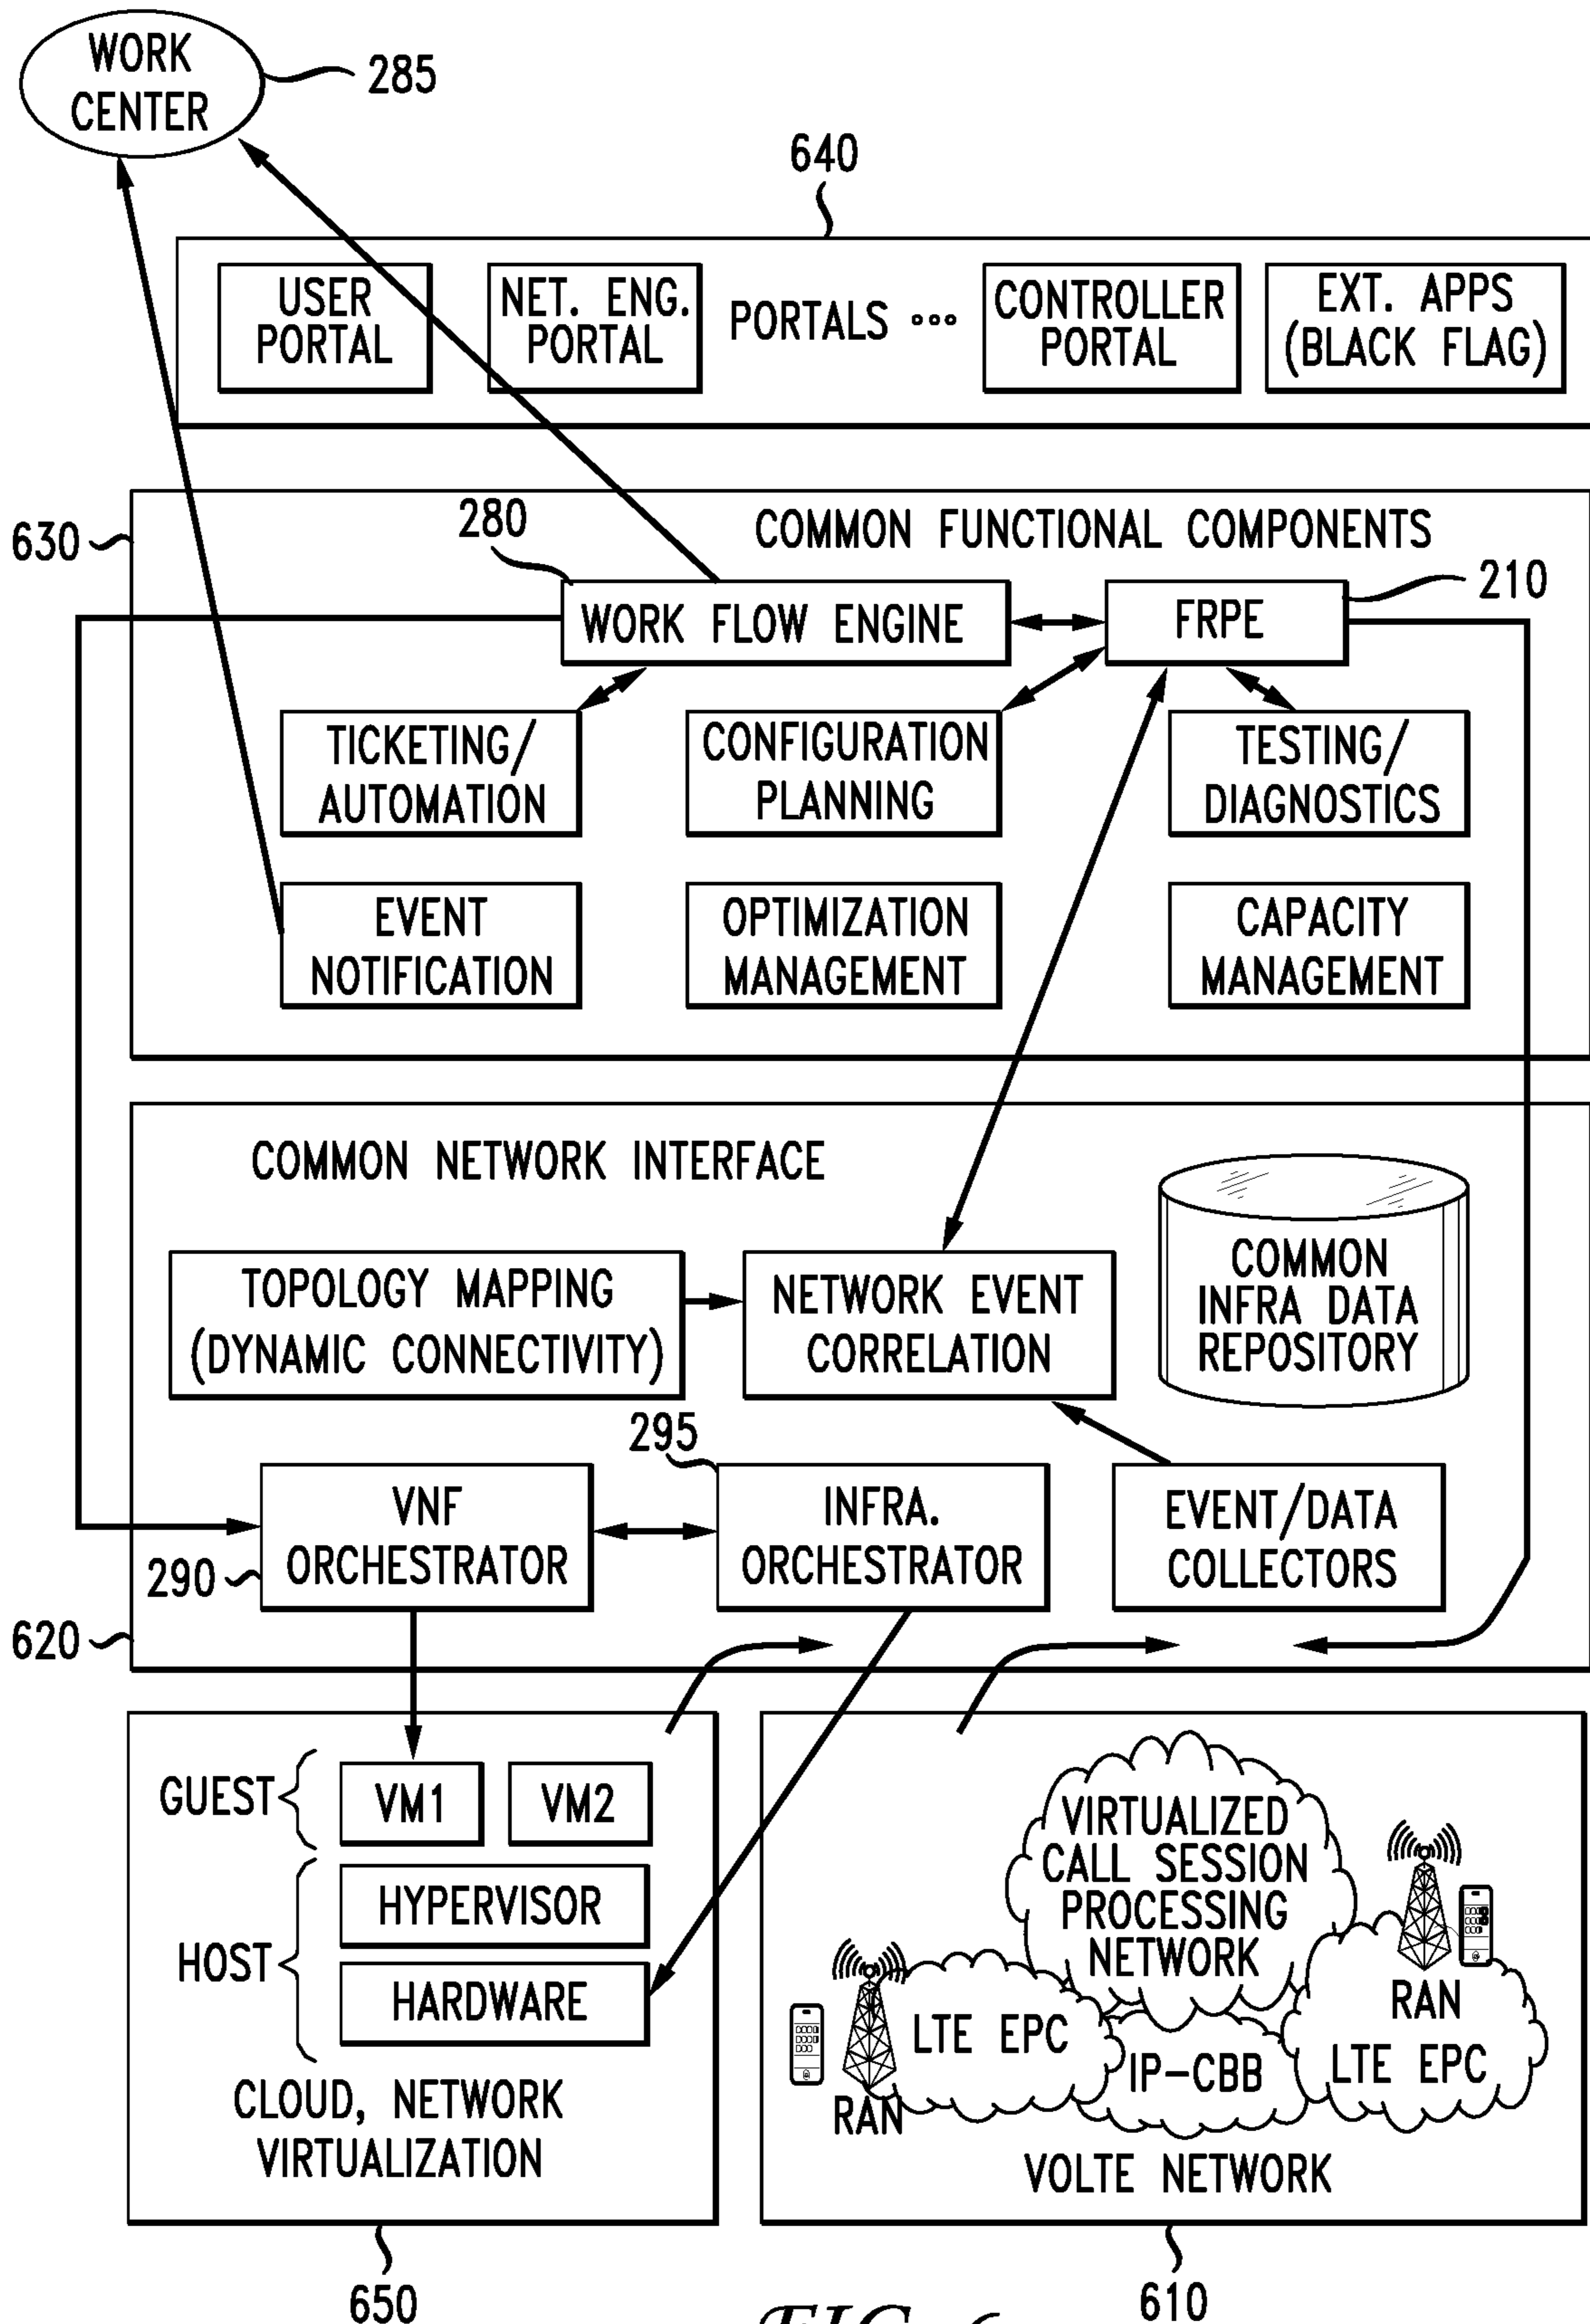 WORK
CENTER
285
640
USER
PORTAL
NET. ENG.
PORTAL
PORTALS ooo
CONTROLLER
PORTAL
EXT. APPS
(BLACK FLAG)
630
280
COMMON FUNCTIONAL COMPONENTS
210
WORK FLOW ENGINE
FRPE
TICKETING/
AUTOMATION
CONFIGURATION
PLANNING
TESTING/
DIAGNOSTICS
EVENT
NOTIFICATION
OPTIMIZATION
MANAGEMENT
CAPACITY
MANAGEMENT
COMMON NETWORK INTERFACE
TOPOLOGY MAPPING
(DYNAMIC CONNECTIVITY)
NETWORK EVENT
CORRELATION
COMMON
INFRA DATA
REPOSITORY
295
VNF
ORCHESTRATOR
INFRA.
ORCHESTRATOR
EVENT/DATA
COLLECTORS
290
620
GUEST
VM1
VM2
HOST
HYPERVISOR
HARDWARE
CLOUD, NETWORK
VIRTUALIZATION
VIRTUALIZED
CALL SESSION
PROCESSING
NETWORK
RAN
LTE EPC
LTE EPC
IP-CBB
RAN
VOLTE NETWORK
650
610